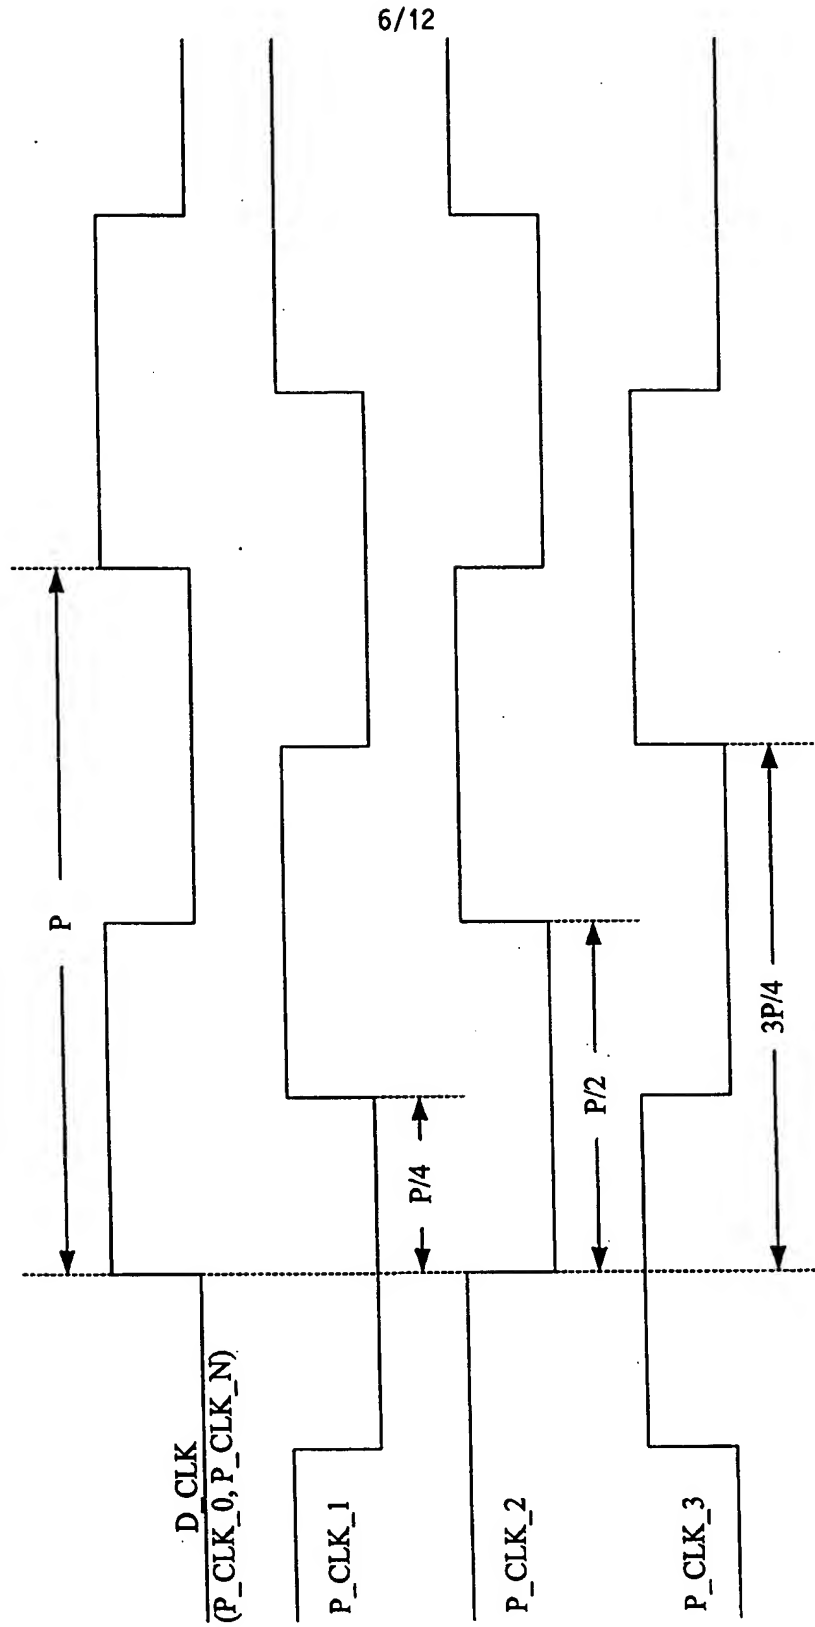 6/12
P
P/4
P/2
3P/4
D_CLK
(P_CLK_0, P_CLK_N)
P_CLK_1
P_CLK_2
P_CLK_3